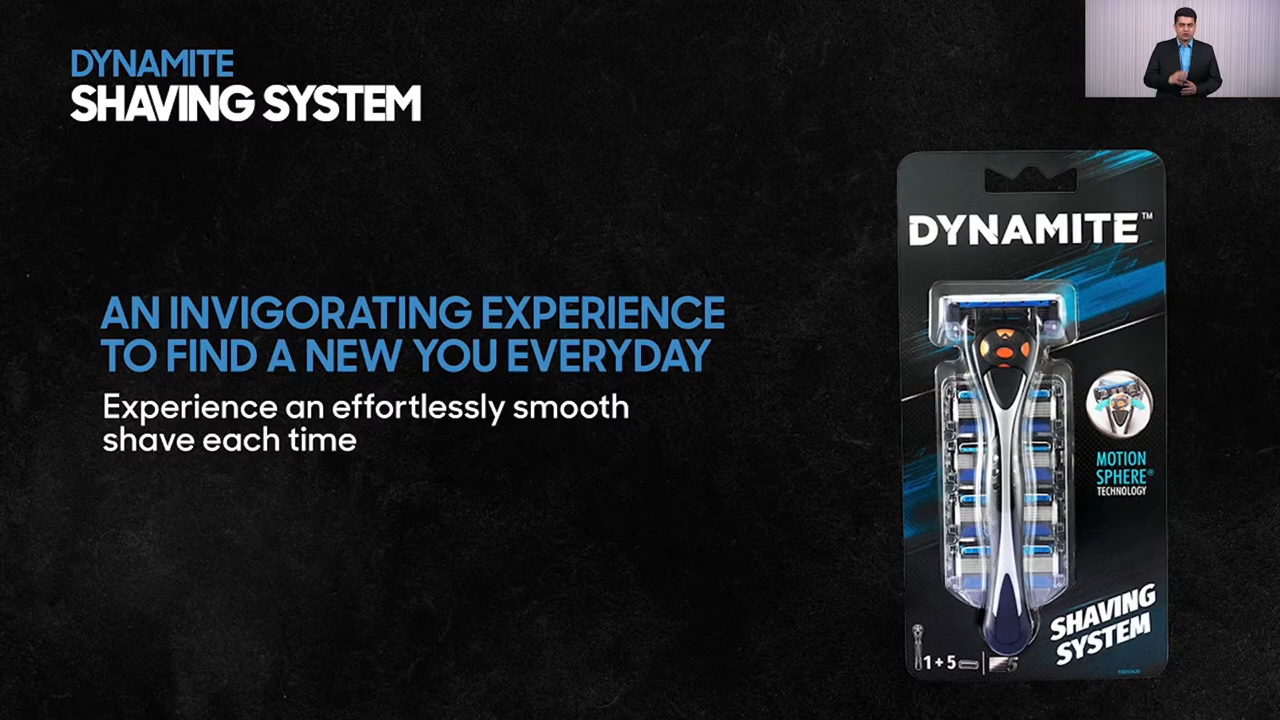 DYNAMITE
SHAVING SYSTEM
AN INVIGORATING EXPERIENCE
TO FIND A NEW YOU EVERYDAY
Experience an effortlessly smooth
shave each time
DYNAMITE™
MOTION
SPHERE®
TECHNOLOGY
SHAVING
SYSTEM
1+5
5